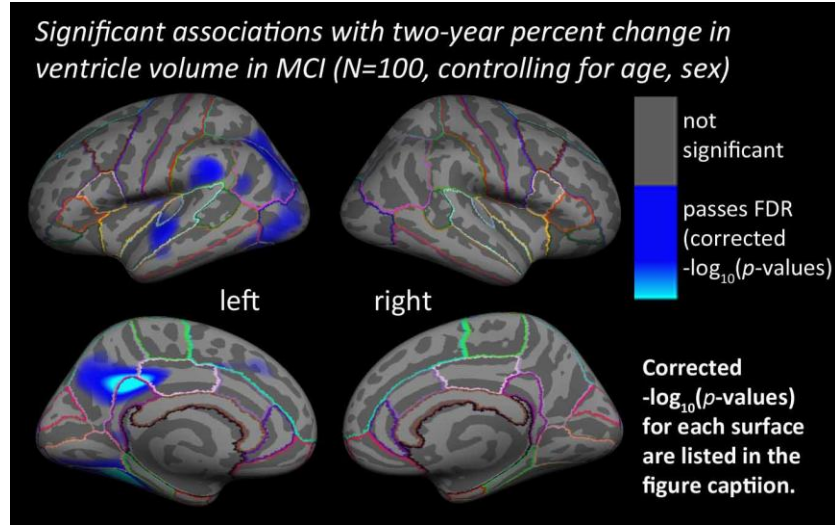 Significant associations with two-year percent change in
ventricle volume in MCI (N=100, controlling for age, sex)
not
significant
passes FDR
(corrected
-log10(p-values)
left
right
Corrected
-log10(p-values)
for each surface
are listed in the
figure captiion.